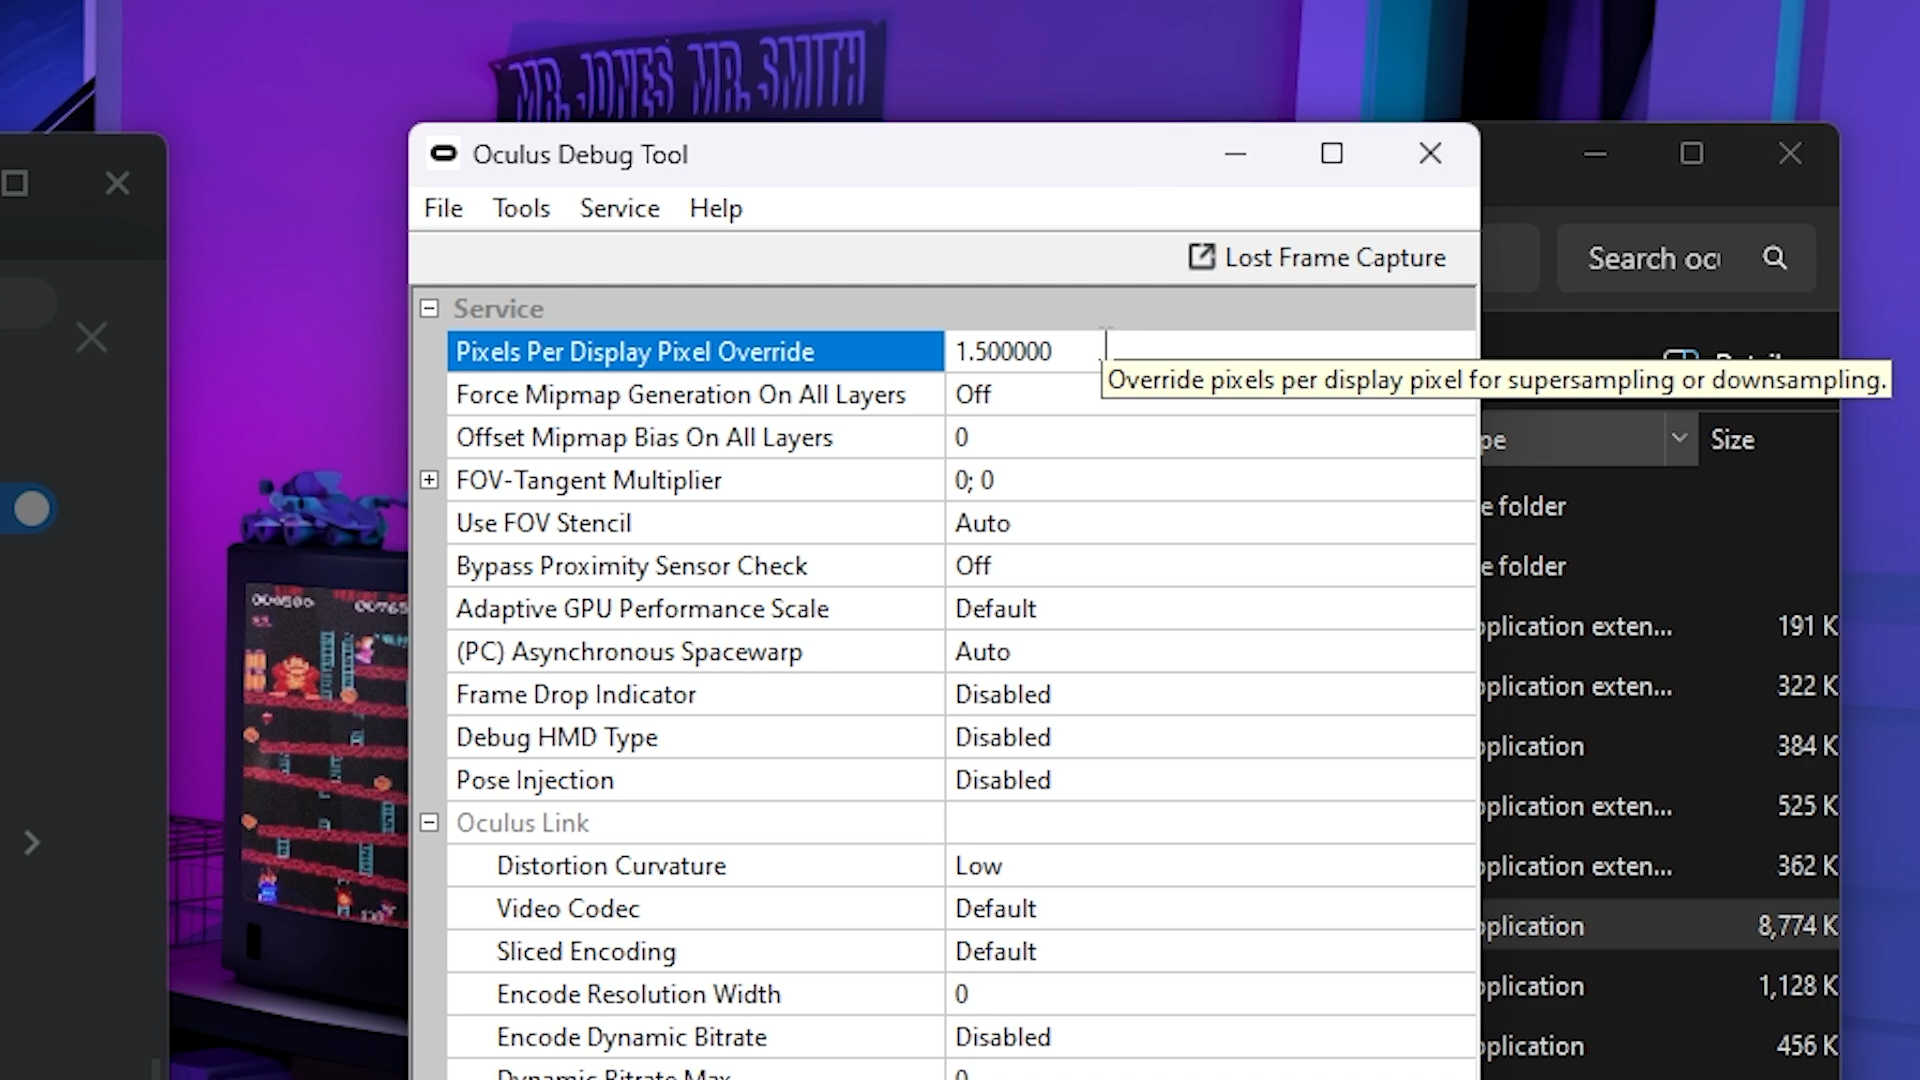 MR. JONES MR. SMITH
Oculus Debug Tool
File Tools Service Help
Lost Frame Capture
Search ocu
Service
Pixels Per Display Pixel Override 1.500000
Override pixels per display pixel for supersampling or downsampling.
Force Mipmap Generation On All Layers Off
Offset Mipmap Bias On All Layers 0
pe Size
FOV-Tangent Multiplier 0; 0
e folder
Use FOV Stencil Auto
Bypass Proximity Sensor Check Off
e folder
Adaptive GPU Performance Scale Default
pplication exten... 191 K
(PC) Asynchronous Spacewarp Auto
Frame Drop Indicator Disabled
pplication exten... 322 K
Debug HMD Type Disabled
pplication 384 K
Pose Injection Disabled
pplication exten... 525 K
Oculus Link
Distortion Curvature Low
pplication exten... 362 K
Video Codec Default
pplication 8,774 K
Sliced Encoding Default
Encode Resolution Width 0
pplication 1,128 K
Encode Dynamic Bitrate Disabled
pplication 456 K
Dynamic Bitrate Max 0